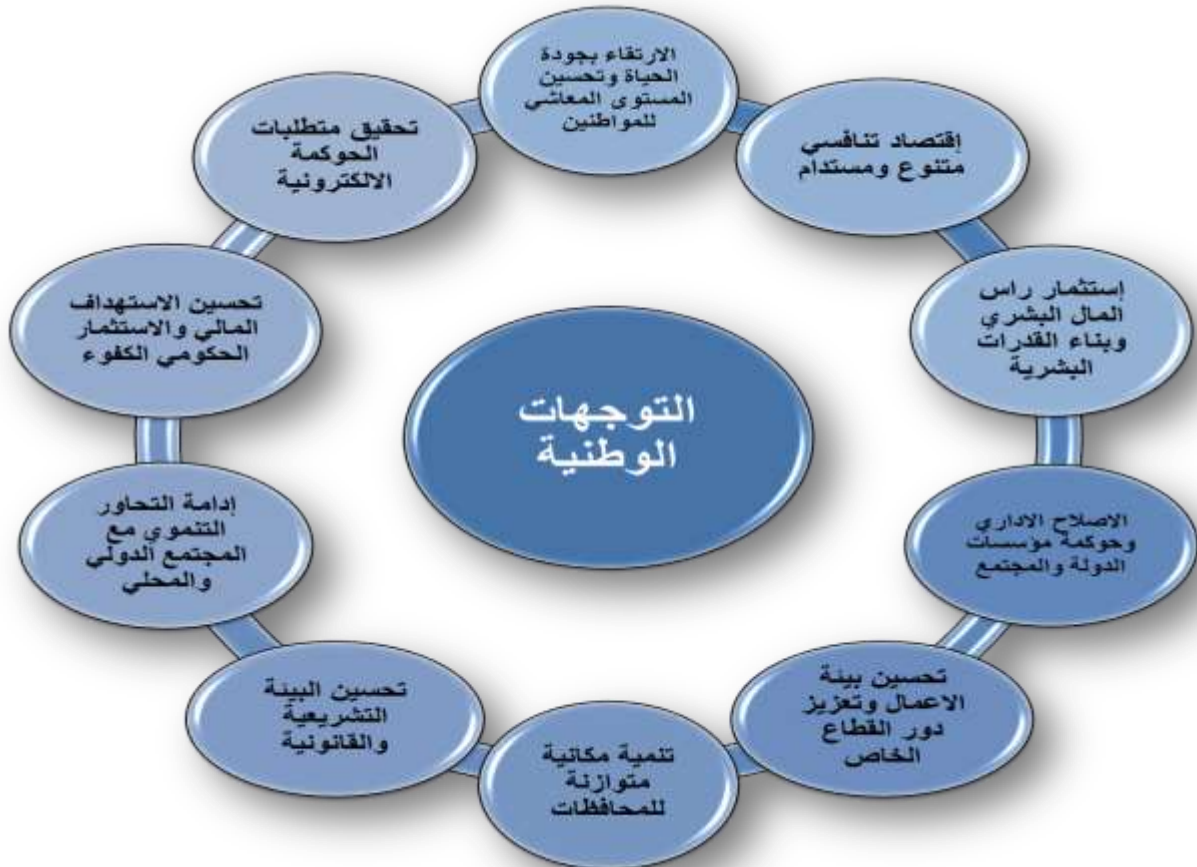 الارتقاء بجودة
الحياة وتحسين
المستوى المعاشي
للمواطنين
إقتصاد تنافسي
متنوع ومستدام
إستثمار راس
المال البشري
وبناء القدرات
البشرية
الاصلاح الاداري
وحوكمة مؤسسات
الدولة والمجتمع
تحسين بيئة
الاعمال وتعزيز
دور القطاع
الخاص
تنمية مكانية
متوازنة
للمحافظات
تحسين البيئة
التشريعية
والقانونية
إدامة التحاور
التنموي مع
المجتمع الدولي
والمحلي
تحسين الاستهداف
المالي والاستثمار
الحكومي الكفوء
تحقيق متطلبات
الحوكمة
الالكترونية
التوجهات
الوطنية